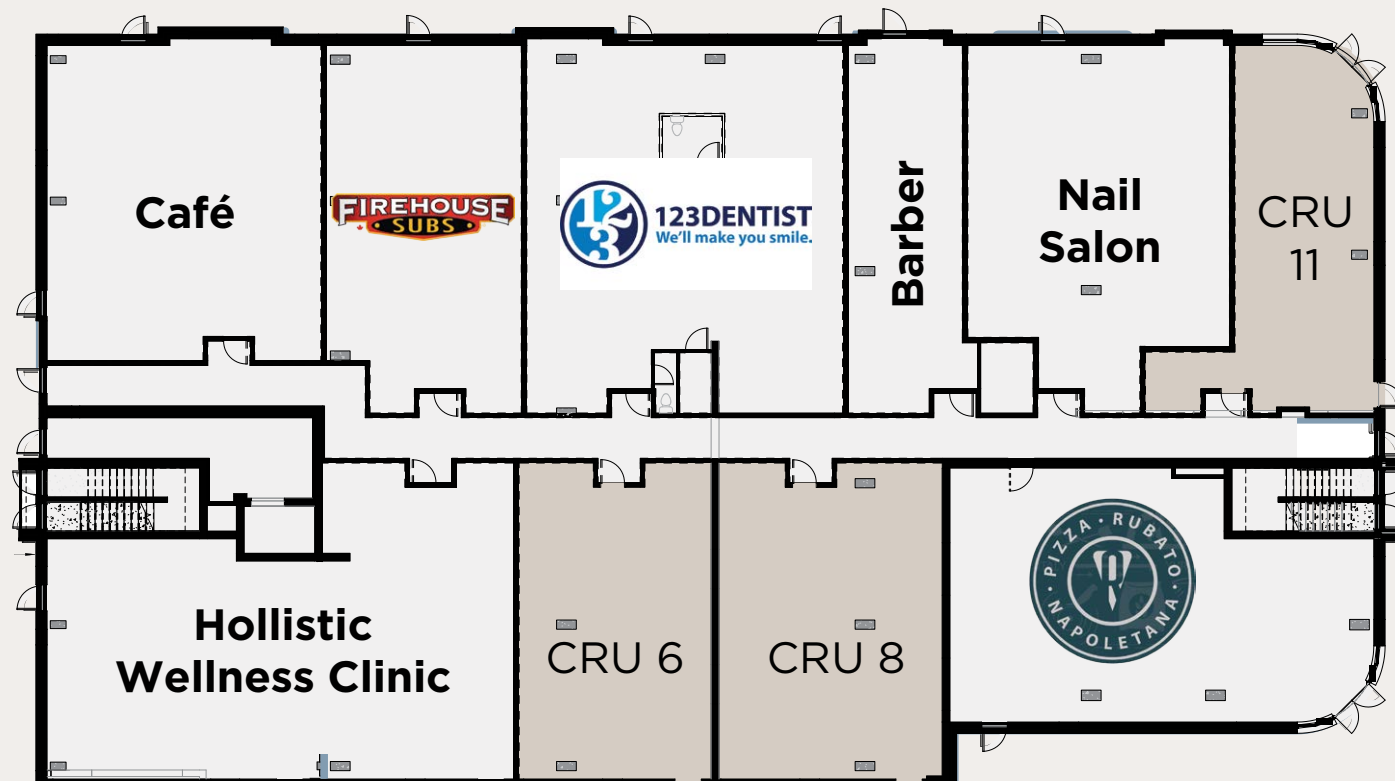 Café
FIREHOUSE
SUBS
123
123DENTIST
We'll make you smile.
Barber
Nail
Salon
CRU
11
Hollistic
Wellness Clinic
CRU 6
CRU 8
PIZZA · RUBATO
NAPOLETANA